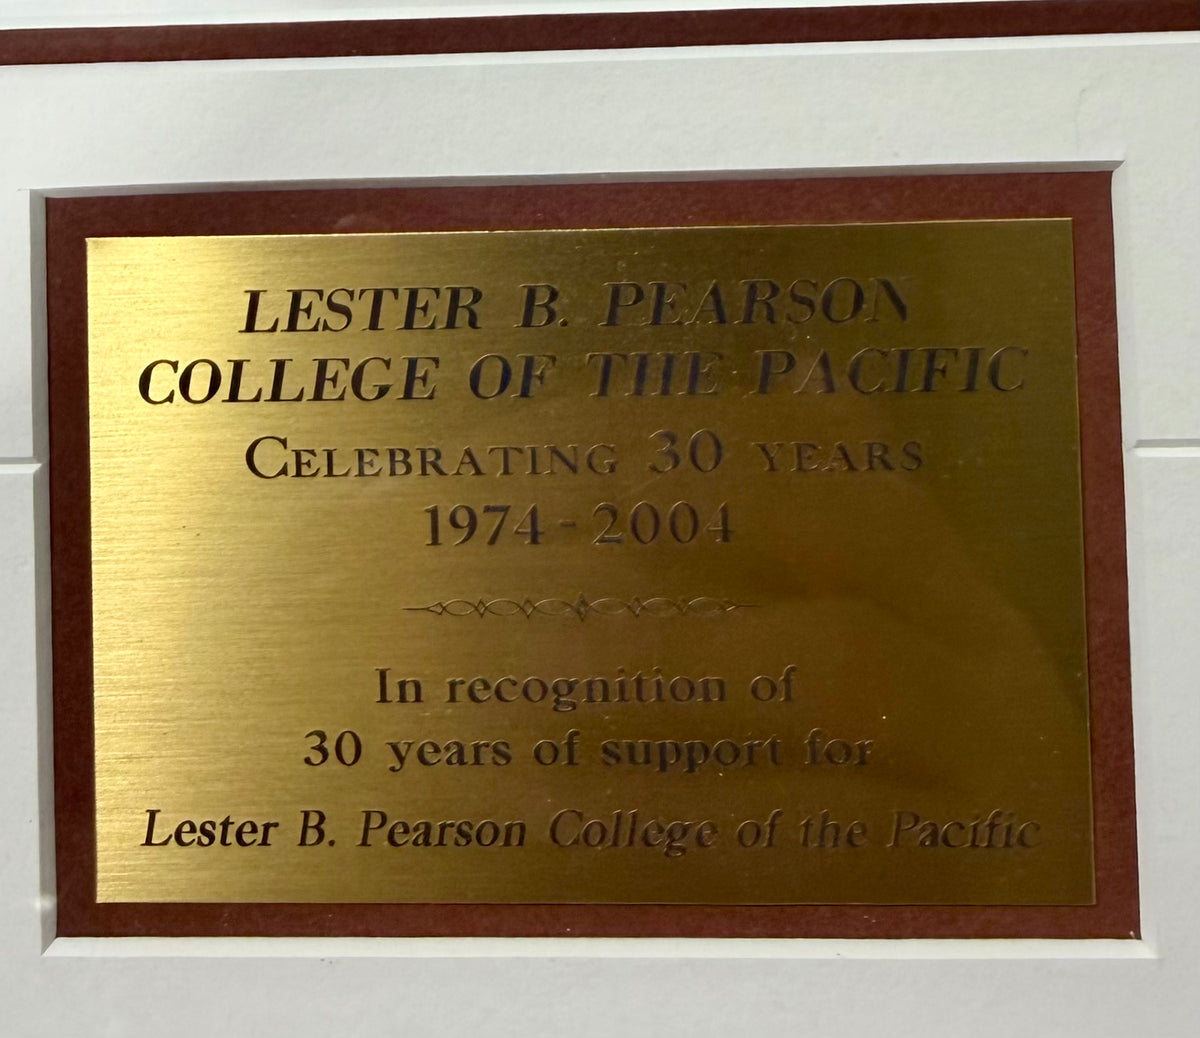 LESTER B. PEARSON
COLLEGE OF THE PACIFIC
CELEBRATING 30 YEARS
1974-2004
In recognition of
30 years of support for
Lester B. Pearson College of the Pacific